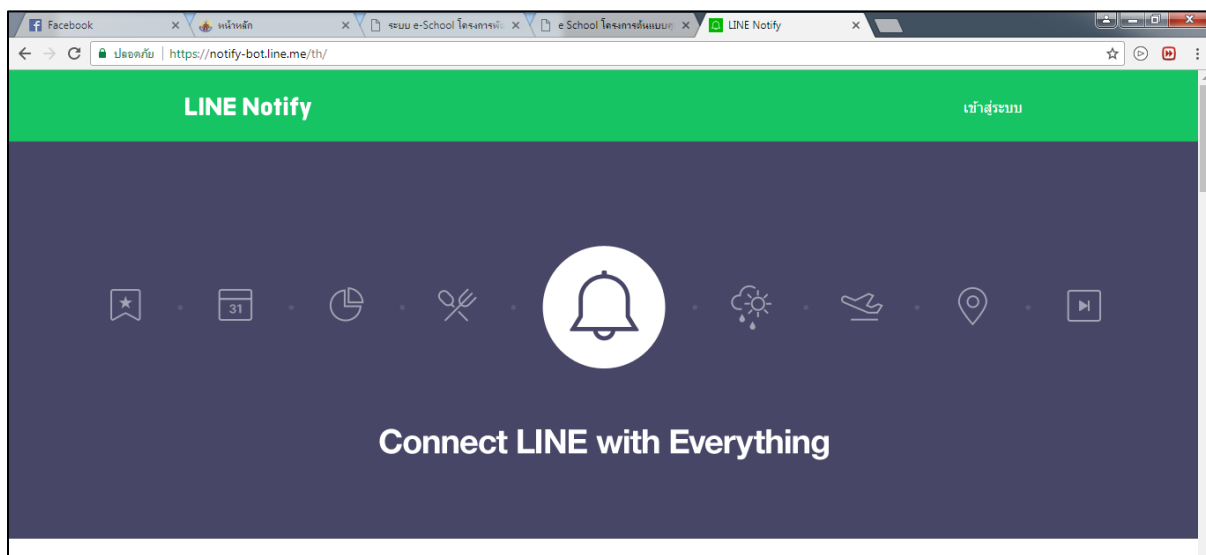 Facebook
หน้าหลัก
ระบบ e-School โครงการพั
e School โครงการต้นแบบ
LINE Notify
ปลอดภัย
https://notify-bot.line.me/th/
LINE Notify
เข้าสู่ระบบ
31
Connect LINE with Everything